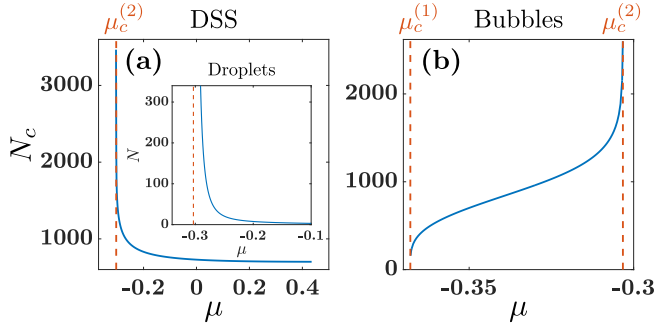 μc(2) DSS
(a)
Droplets
Nc
3000
2000
1000
N
300
200
100
0
-0.3 -0.2 -0.1
μ
-0.2 0 0.2 0.4
μ
μc(1) Bubbles μc(2)
(b)
2000
1000
0
-0.35 -0.3
μ